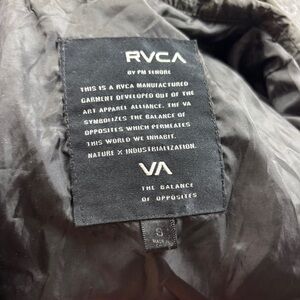 RVCA
BY PM TENORE
THIS IS A RVCA MANUFACTURED
GARMENT DEVELOPED OUT OF THE
ART APPAREL ALLIANCE. THE VA
SYMBOLIZES THE BALANCE OF
OPPOSITES WHICH PERMEATES
THIS WORLD WE INHABIT.
NATURE X INDUSTRIALIZATION.
VA
THE BALANCE
OF OPPOSITES
S
MADE